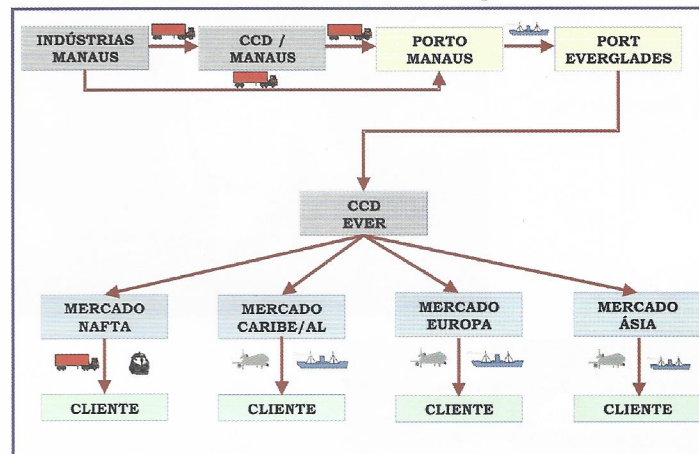 INDÚSTRIAS
MANAUS
CCD /
MANAUS
PORTO
MANAUS
PORT
EVERGLADES
CCD
EVER
MERCADO
NAFTA
MERCADO
CARIBE/AL
MERCADO
EUROPA
MERCADO
ÁSIA
CLIENTE
CLIENTE
CLIENTE
CLIENTE